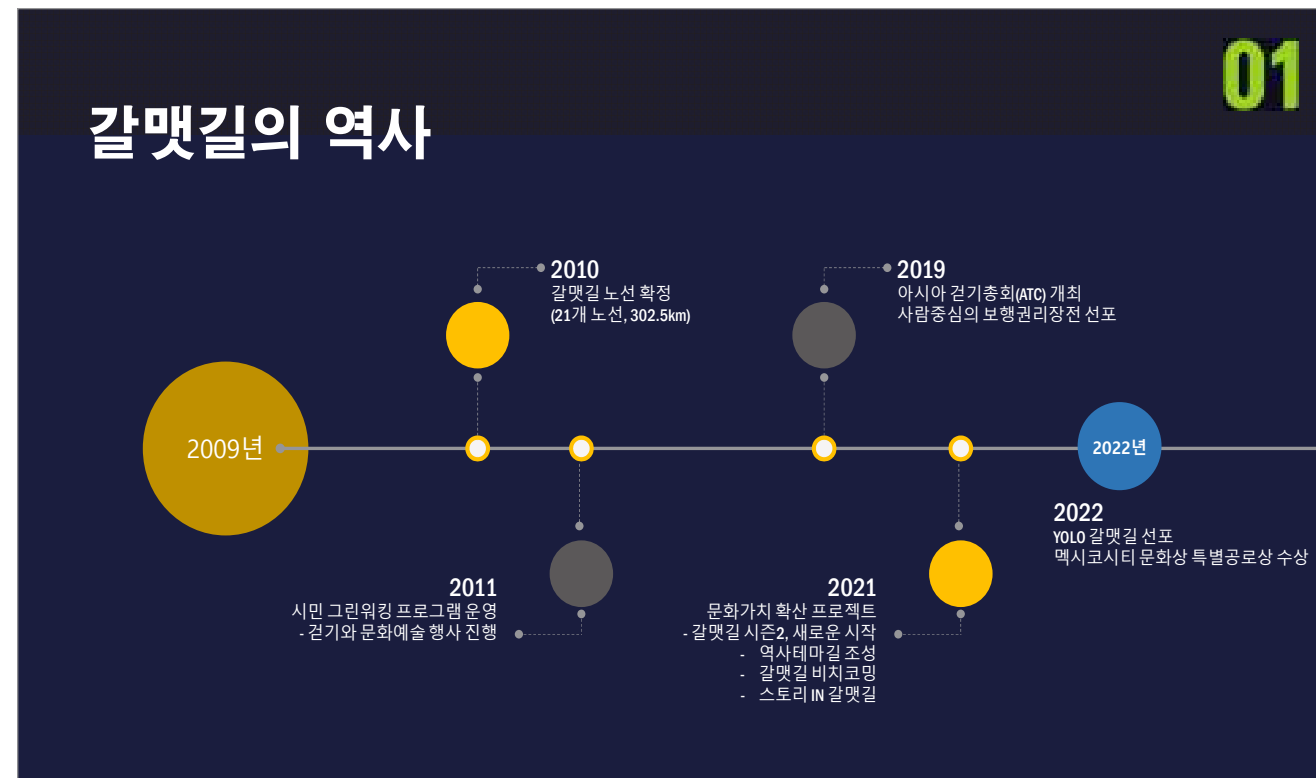 01
갈맷길의 역사
2010
갈맷길 노선 확정
(21개 노선, 302.5km)
2019
아시아 걷기총회(ATC) 개최
사람중심의 보행권리장전 선포
2009년
2022년
2022
YOLO 갈맷길 선포
멕시코시티 문화상 특별공로상 수상
2011
시민 그린워킹 프로그램 운영
- 걷기와 문화예술 행사 진행
2021
문화가치 확산 프로젝트
- 갈맷길 시즌2, 새로운 시작
- 역사테마길 조성
- 갈맷길 비치코밍
- 스토리 IN 갈맷길